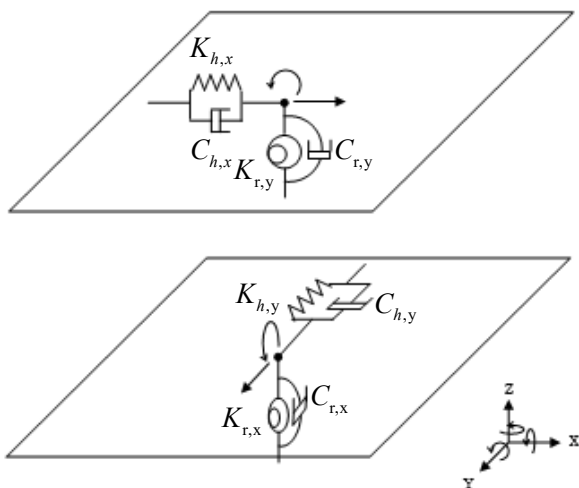 K_{h,x}
C_{h,x}
K_{r,y}
C_{r,y}
K_{h,y}
C_{h,y}
K_{r,x}
C_{r,x}
Z
X
Y